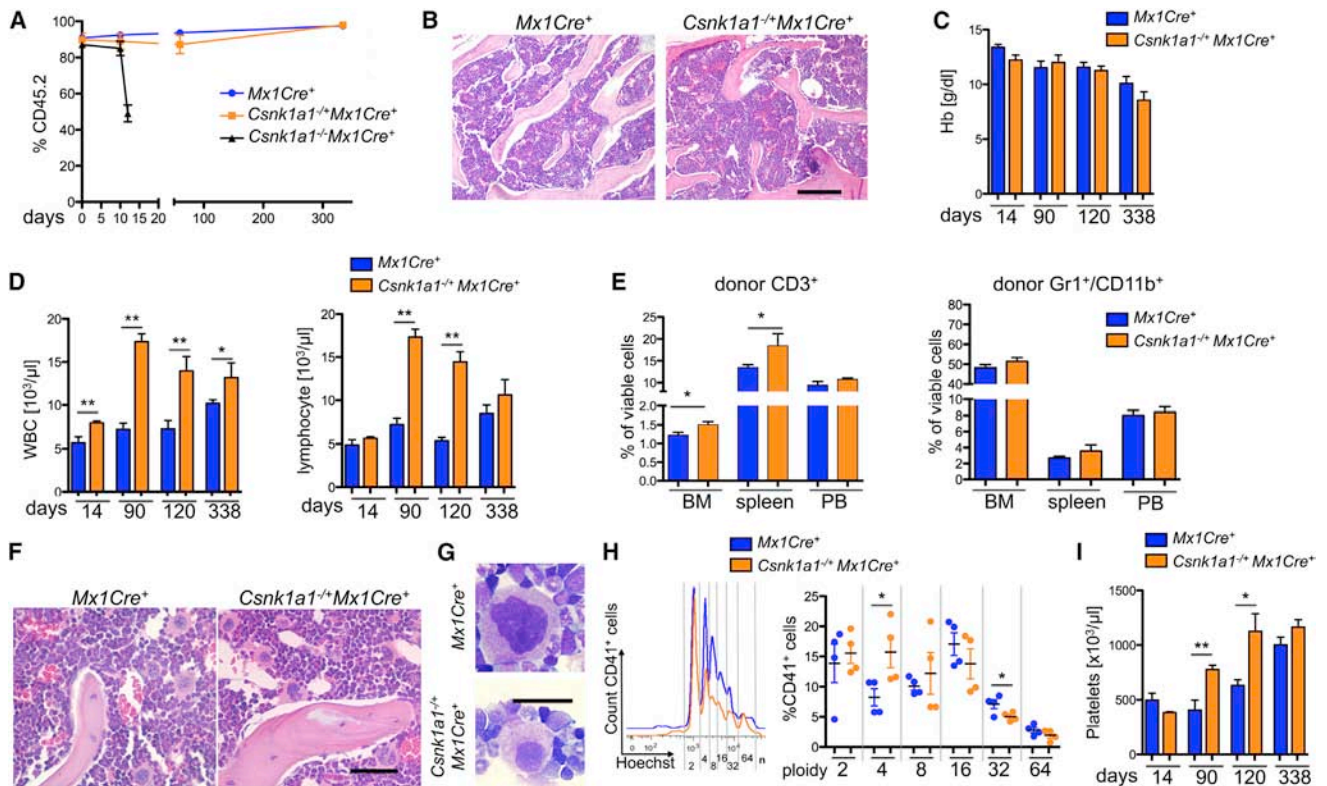 A
% CD45.2
100
80
60
40
20
0
Mx1Cre+
Csnk1a1-/+Mx1Cre+
Csnk1a1-/-Mx1Cre+
days
0 5 10 15 20 100 200 300
B
Mx1Cre+ Csnk1a1-/+Mx1Cre+
C
Mx1Cre+
Csnk1a1-/+ Mx1Cre+
Hb [g/dl]
15
10
5
0
days 14 90 120 338
D
Mx1Cre+
Csnk1a1-/+ Mx1Cre+
WBC [10³/µl]
20
15
10
5
0
** ** ** *
days 14 90 120 338
lymphocyte [10³/µl]
20
15
10
5
0
** **
14 90 120 338
E
donor CD3+
% of viable cells
25
20
15
10
2.0
1.5
1.0
0.5
0.0
* *
BM spleen PB
donor Gr1+/CD11b+
Mx1Cre+
Csnk1a1-/+ Mx1Cre+
% of viable cells
80
70
60
50
40
10
8
6
4
2
0
BM spleen PB
F
Mx1Cre+ Csnk1a1-/+Mx1Cre+
G
Mx1Cre+
Csnk1a1-/+
Mx1Cre+
H
Mx1Cre+
Csnk1a1-/+ Mx1Cre+
Count CD41+ cells
0 10² 10³ 10⁴
Hoechst 2 4 8 16 32 64 n
%CD41+ cells
25
20
15
10
5
0
* *
ploidy 2 4 8 16 32 64
I
Mx1Cre+
Csnk1a1-/+ Mx1Cre+
Platelets [x10³/µl]
1500
1000
500
0
** *
days 14 90 120 338